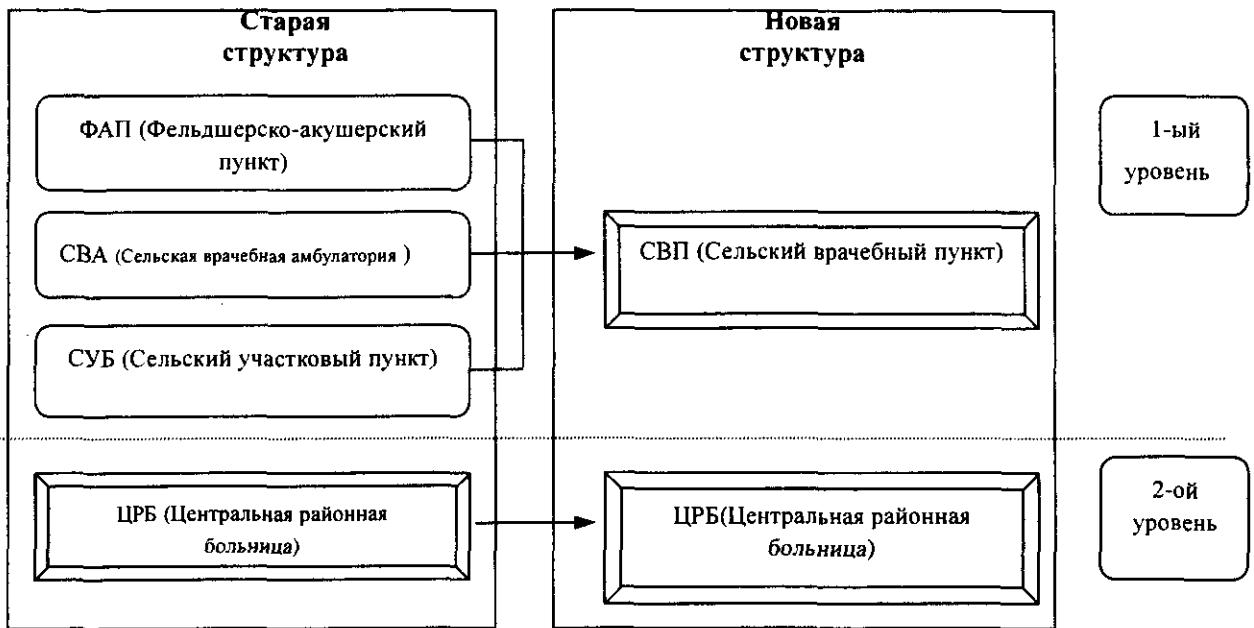 Старая
структура
Новая
структура
ФАП (Фельдшерско-акушерский
пункт)
1-ый
уровень
СВА (Сельская врачебная амбулатория )
СВП (Сельский врачебный пункт)
СУБ (Сельский участковый пункт)
ЦРБ (Центральная районная
больница)
ЦРБ(Центральная районная
больница)
2-ой
уровень